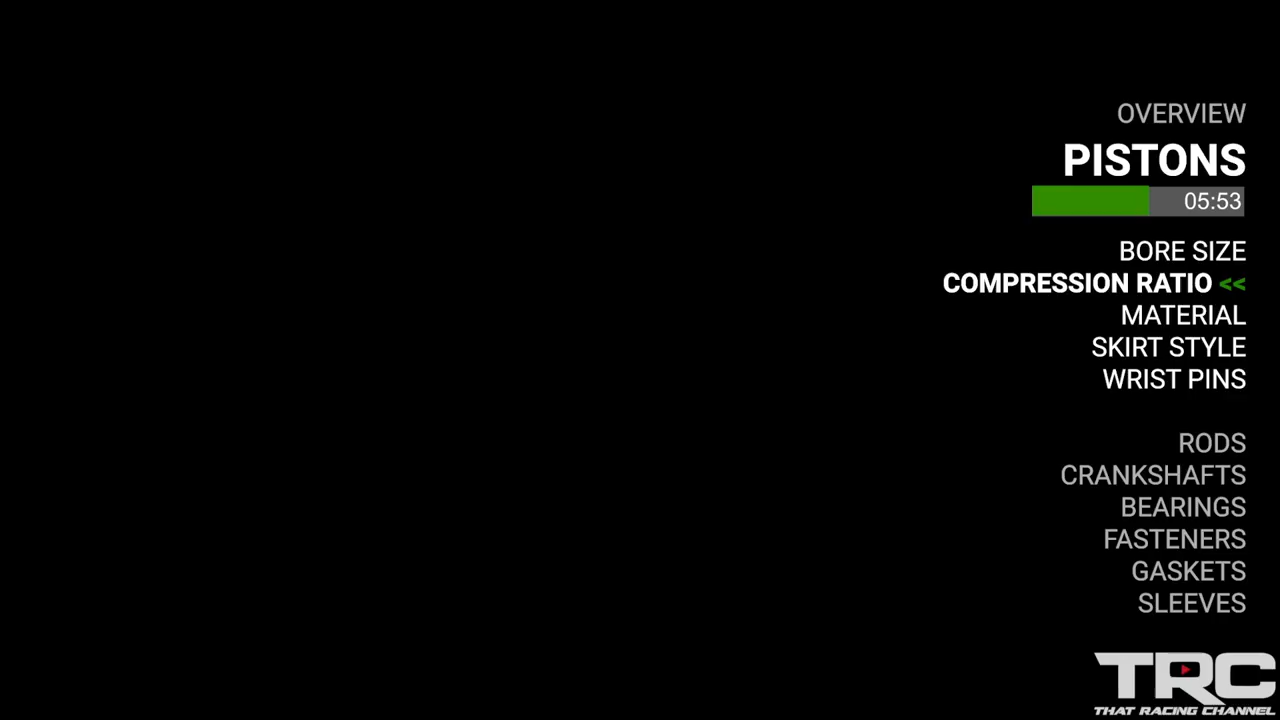 OVERVIEW
PISTONS
05:53
BORE SIZE
COMPRESSION RATIO <<
MATERIAL
SKIRT STYLE
WRIST PINS
RODS
CRANKSHAFTS
BEARINGS
FASTENERS
GASKETS
SLEEVES
TRC
THAT RACING CHANNEL